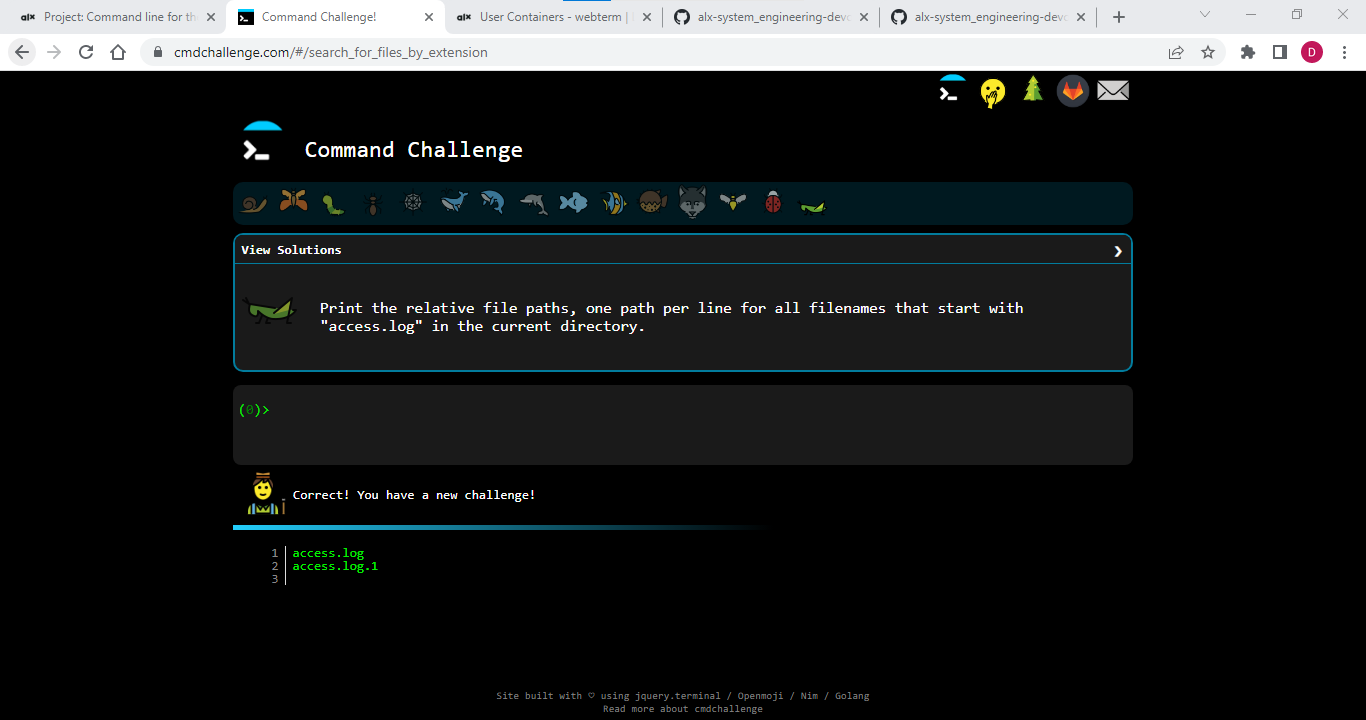 alx Project: Command line for th
Command Challenge!
alx User Containers - webterm |
alx-system_engineering-devo
alx-system_engineering-devo
cmdchallenge.com/#/search_for_files_by_extension
D
Command Challenge
View Solutions
Print the relative file paths, one path per line for all filenames that start with
"access.log" in the current directory.
(0)>
Correct! You have a new challenge!
1 access.log
2 access.log.1
3
Site built with ♡ using jquery.terminal / Openmoji / Nim / Golang
Read more about cmdchallenge